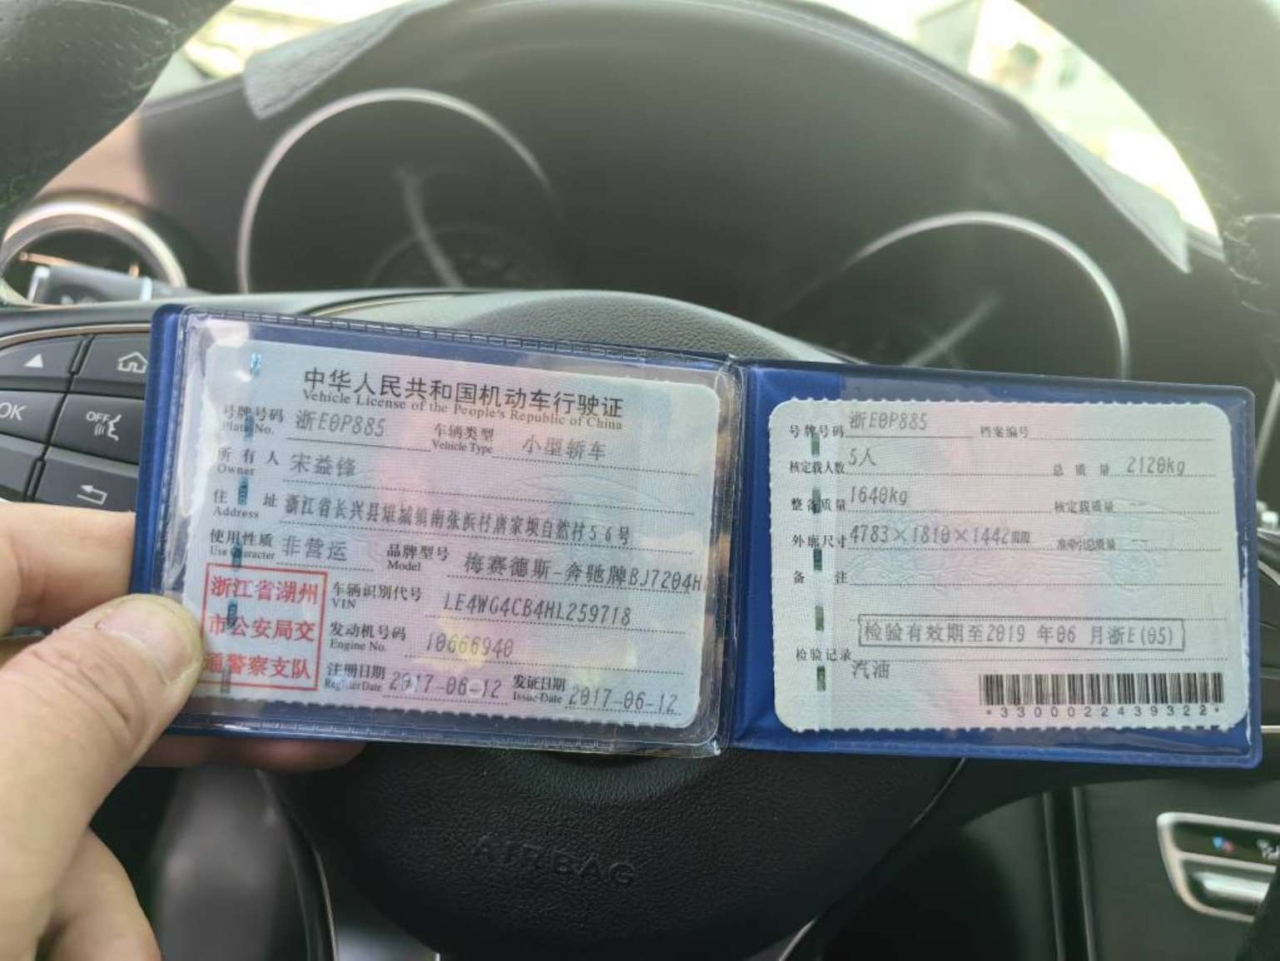 OK
OFF
中华人民共和国机动车行驶证
Vehicle License of the People's Republic of China
号牌号码 浙E0P885 车辆类型 小型轿车
Plate No. Vehicle Type
所有人 宋益锋
Owner
住址 浙江省长兴县雉城镇南张浜村唐家坝自然村56号
Address
使用性质 非营运 品牌型号 梅赛德斯-奔驰牌BJ7204H
Use Character Model
浙江省湖州
市公安局交
通警察支队
车辆识别代号 LE4WG4CB4HL259718
VIN
发动机号码 10666940
Engine No.
注册日期 2017-06-12 发证日期 2017-06-12
Register Date Issue Date
号牌号码 浙E0P885 档案编号
核定载人数 5人 总质量 2120kg
整备质量 1640kg 核定载质量 --
外廓尺寸 4783×1810×1442mm 准牵引总质量 --
备注
检验有效期至2019 年06 月浙E(05)
检验记录
汽油
*3300022439322*
AIRBAG